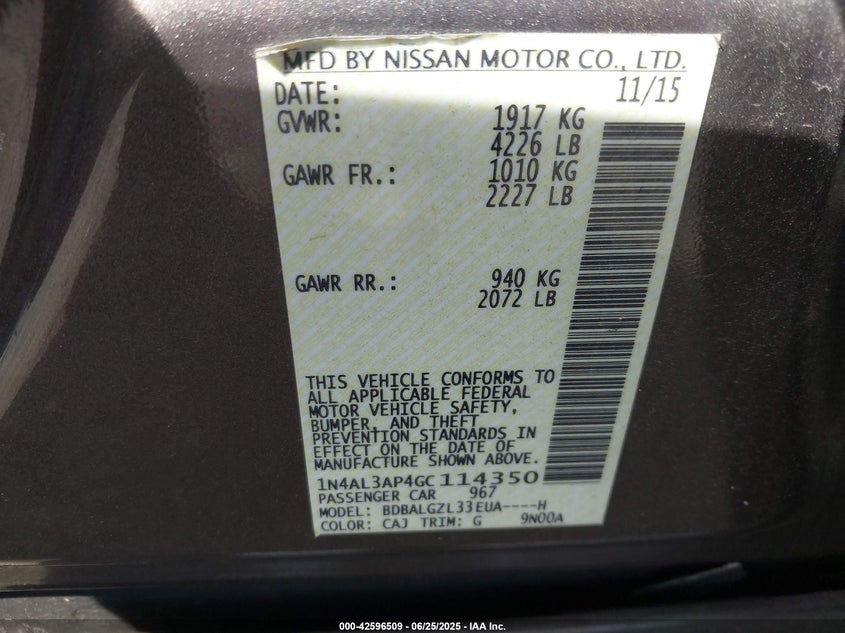 MFD BY NISSAN MOTOR CO., LTD.
DATE: 11/15
GVWR: 1917 KG
4226 LB
GAWR FR.: 1010 KG
2227 LB
GAWR RR.: 940 KG
2072 LB
THIS VEHICLE CONFORMS TO
ALL APPLICABLE FEDERAL
MOTOR VEHICLE SAFETY,
BUMPER, AND THEFT
PREVENTION STANDARDS IN
EFFECT ON THE DATE OF
MANUFACTURE SHOWN ABOVE.
1N4AL3AP4GC114350
PASSENGER CAR 967
MODEL: BDBALGZL33EUA----H
COLOR: CAJ TRIM: G 9N00A
000-42596509 - 06/25/2025 - IAA Inc.